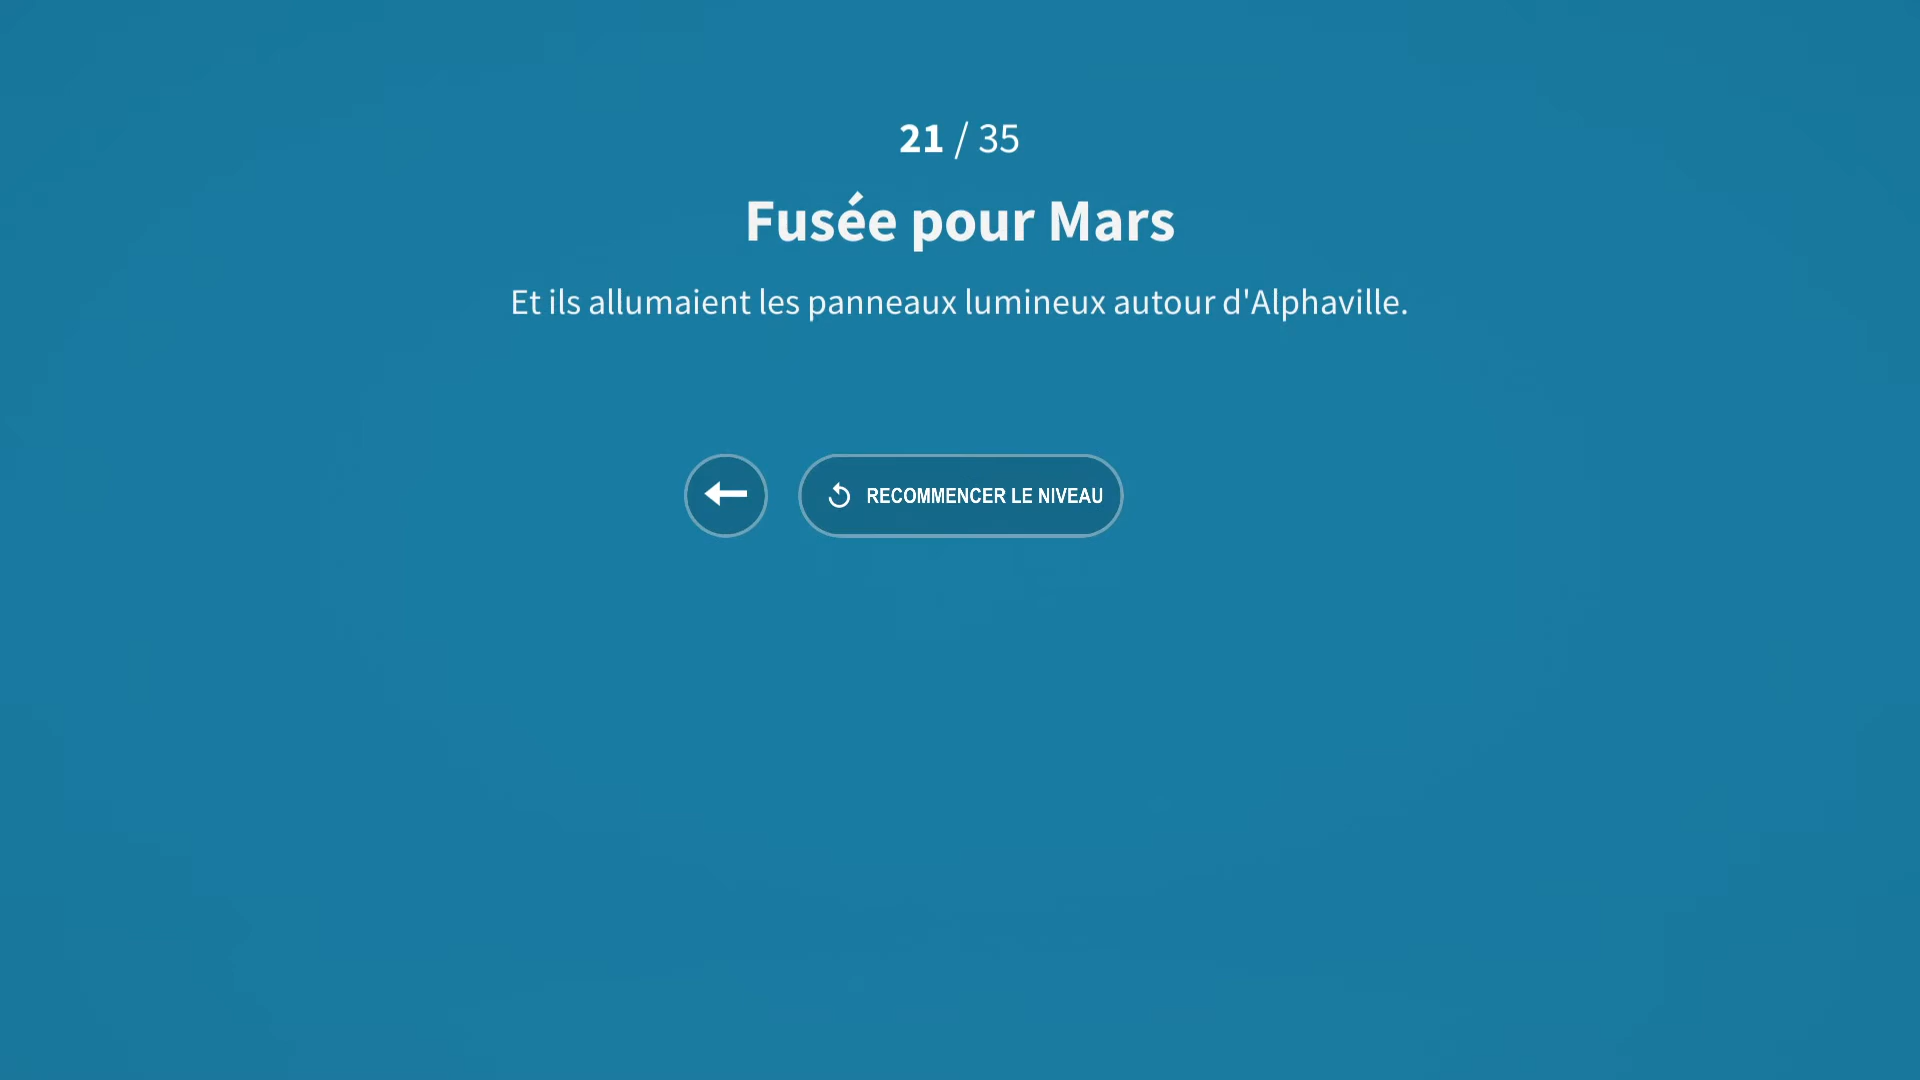 21 / 35
Fusée pour Mars
Et ils allumaient les panneaux lumineux autour d'Alphaville.
RECOMMENCER LE NIVEAU